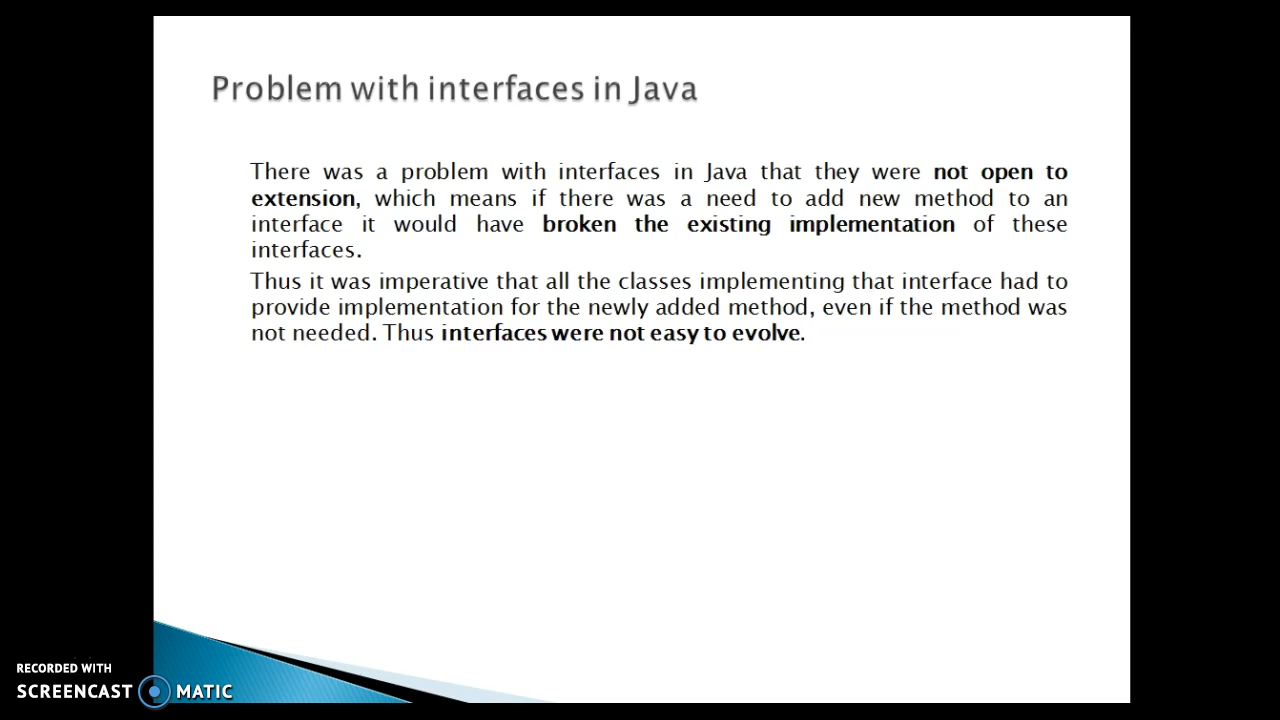 Problem with interfaces in Java
There was a problem with interfaces in Java that they were not open to
extension, which means if there was a need to add new method to an
interface it would have broken the existing implementation of these
interfaces.
Thus it was imperative that all the classes implementing that interface had to
provide implementation for the newly added method, even if the method was
not needed. Thus interfaces were not easy to evolve.
RECORDED WITH
SCREENCAST MATIC